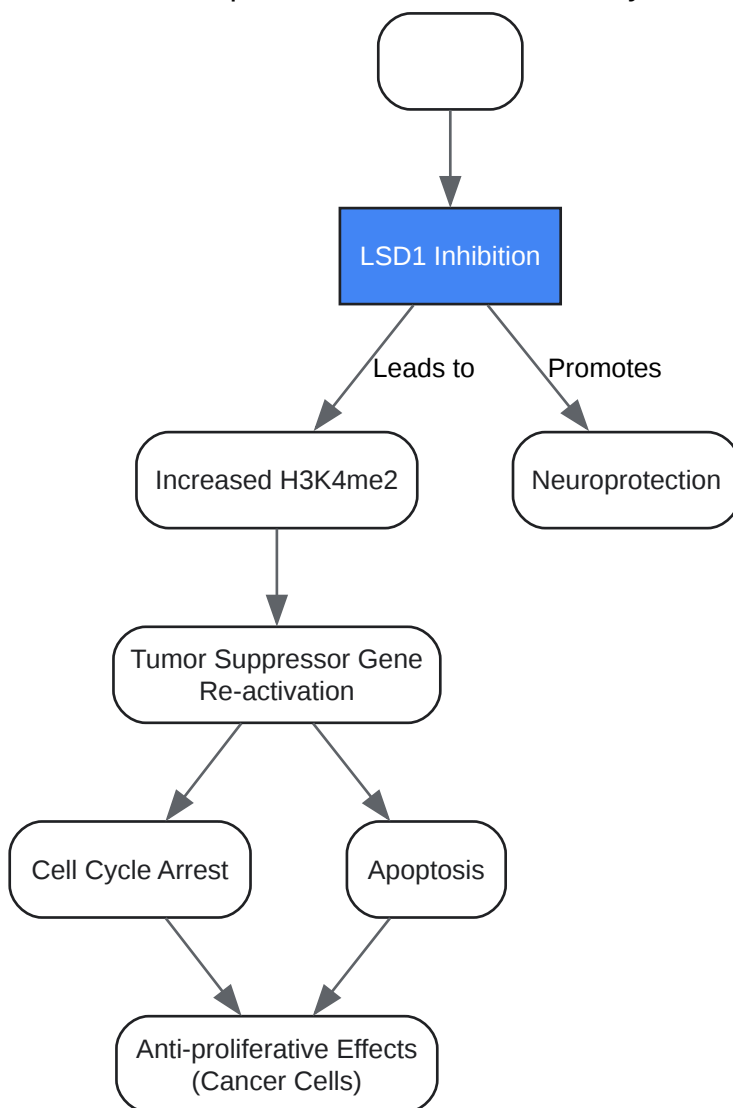 LSD1 Inhibition
Leads to
Promotes
Increased H3K4me2
Neuroprotection
Tumor Suppressor Gene
Re-activation
Cell Cycle Arrest
Apoptosis
Anti-proliferative Effects
(Cancer Cells)